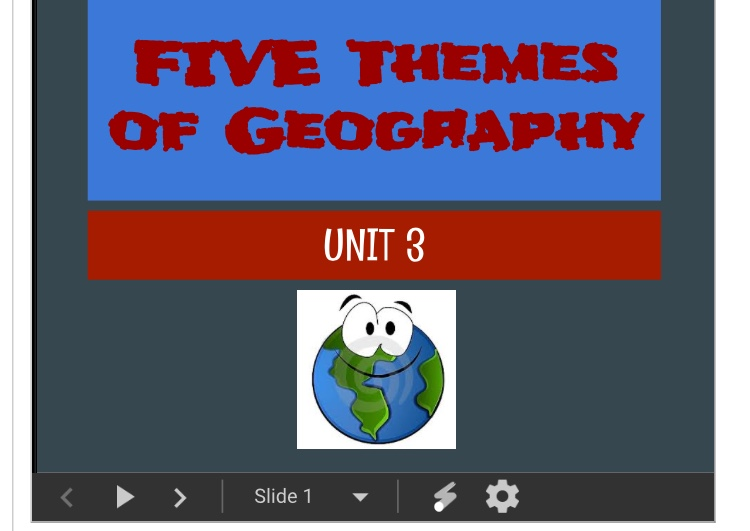 FIVE THEMES
OF GEOGRAPHY
UNIT 3
Slide 1